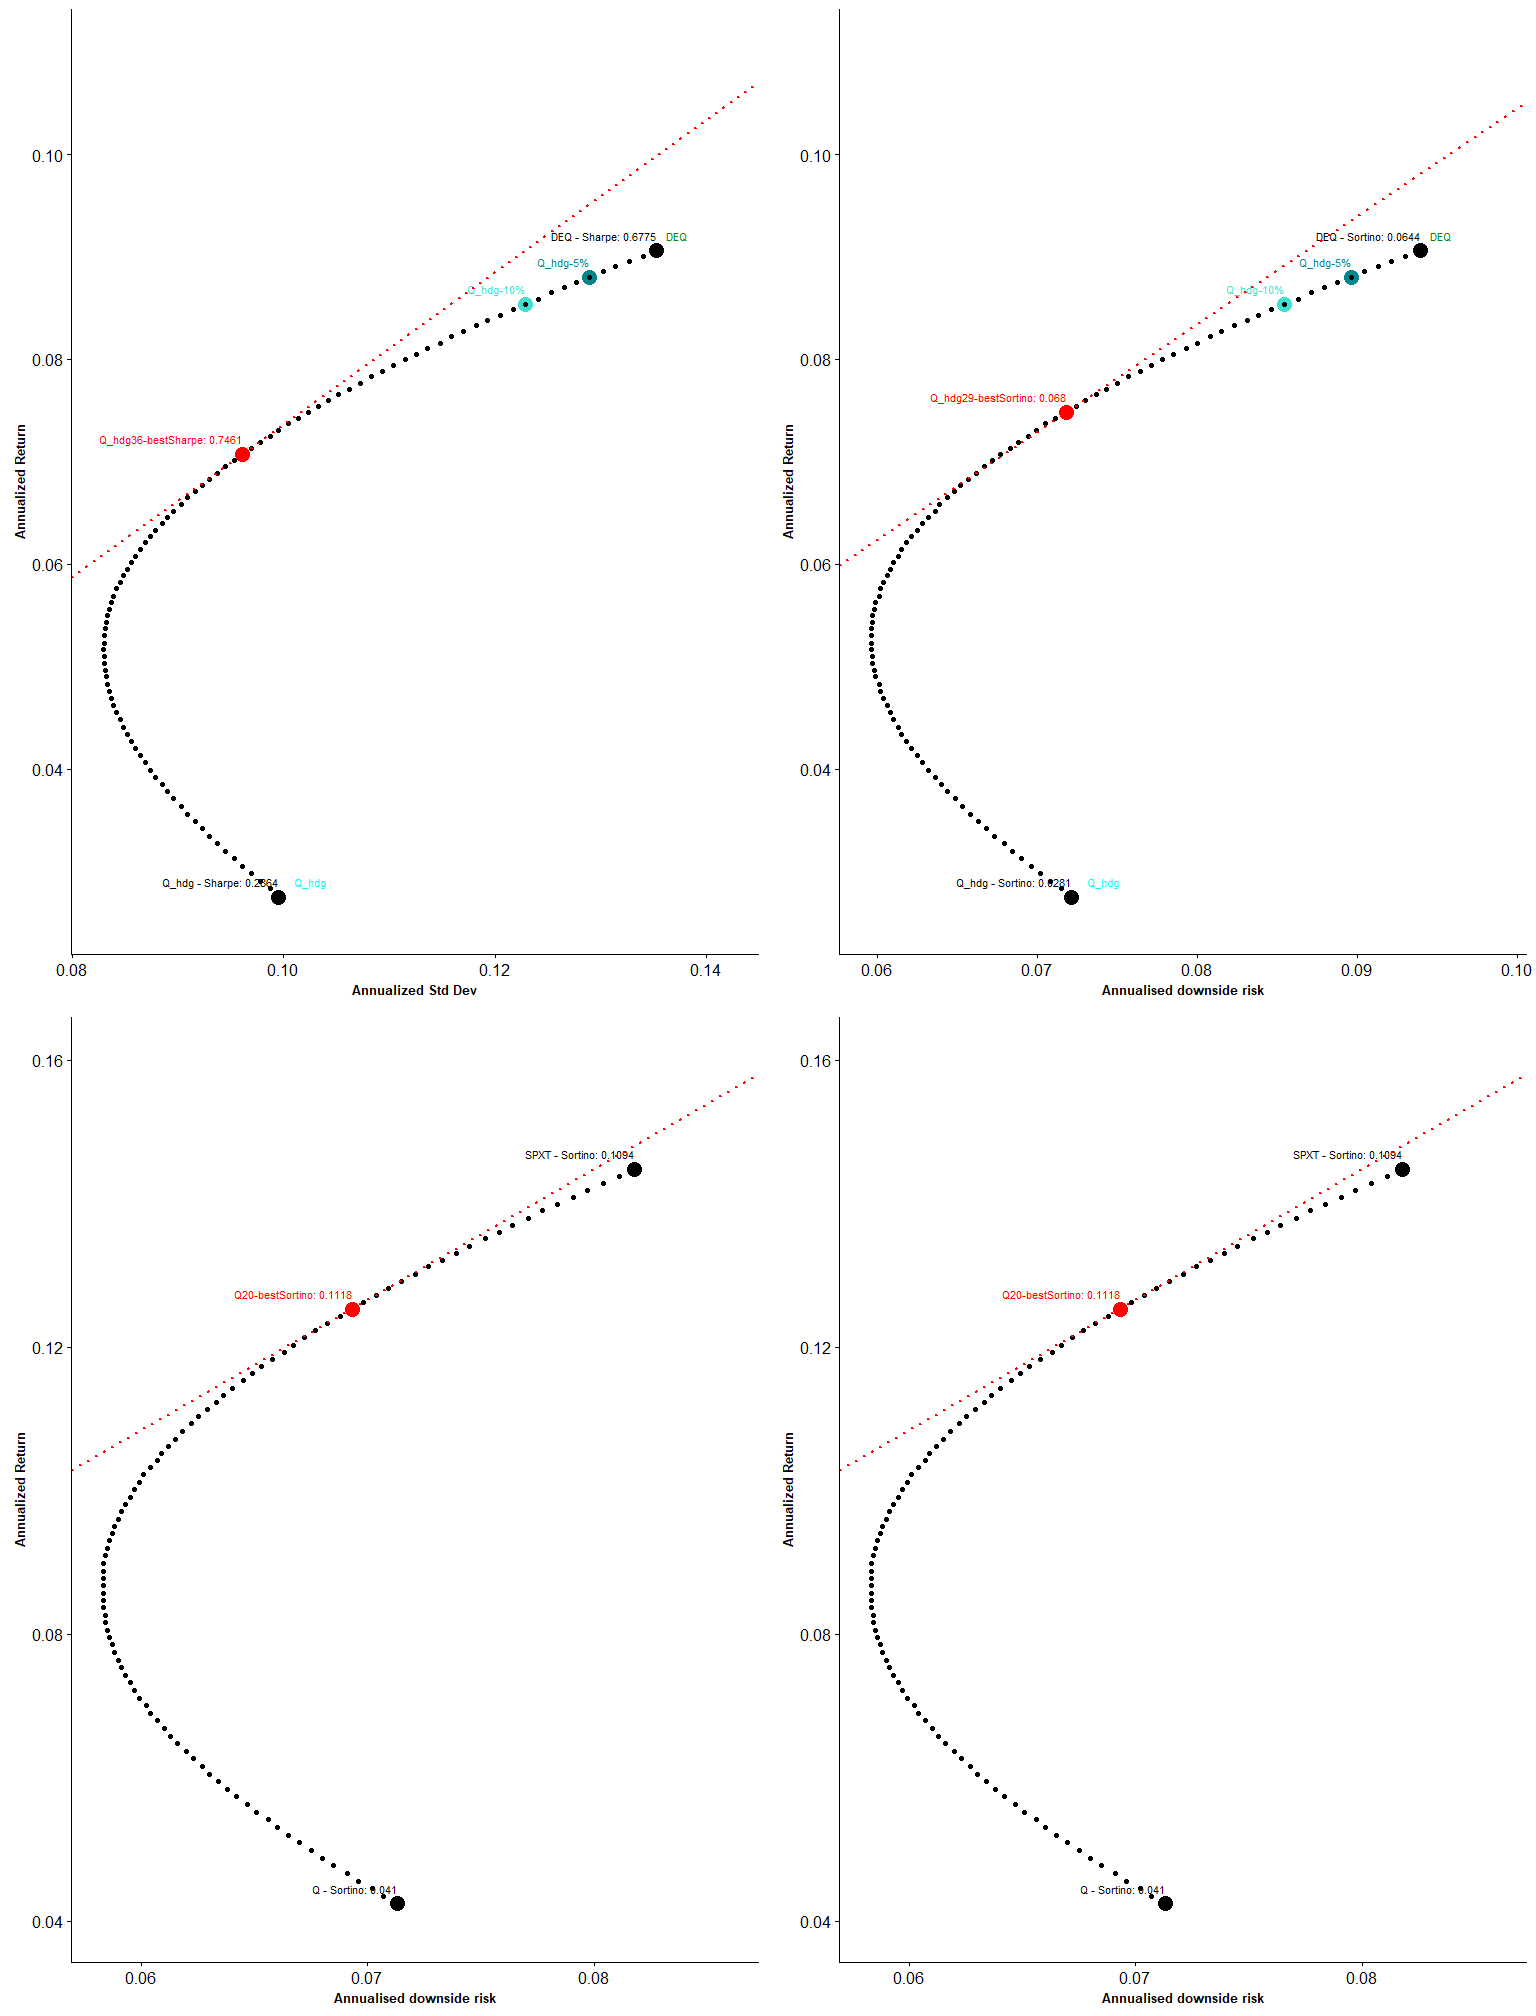 0.10
0.08
0.06
0.04
Annualized Return
DEQ - Sharpe: 0.6775
DEQ
Q_hdg-5%
Q_hdg-10%
Q_hdg36-bestSharpe: 0.7461
Q_hdg - Sharpe: 0.2864
Q_hdg
0.08
0.10
0.12
0.14
Annualized Std Dev
0.10
0.08
0.06
0.04
Annualized Return
DEQ - Sortino: 0.0644
DEQ
Q_hdg-5%
Q_hdg-10%
Q_hdg29-bestSortino: 0.068
Q_hdg - Sortino: 0.0281
Q_hdg
0.06
0.07
0.08
0.09
0.10
Annualised downside risk
0.16
0.12
0.08
0.04
Annualized Return
SPXT - Sortino: 0.1094
Q20-bestSortino: 0.1118
Q - Sortino: 0.041
0.06
0.07
0.08
Annualised downside risk
0.16
0.12
0.08
0.04
Annualized Return
SPXT - Sortino: 0.1094
Q20-bestSortino: 0.1118
Q - Sortino: 0.041
0.06
0.07
0.08
Annualised downside risk